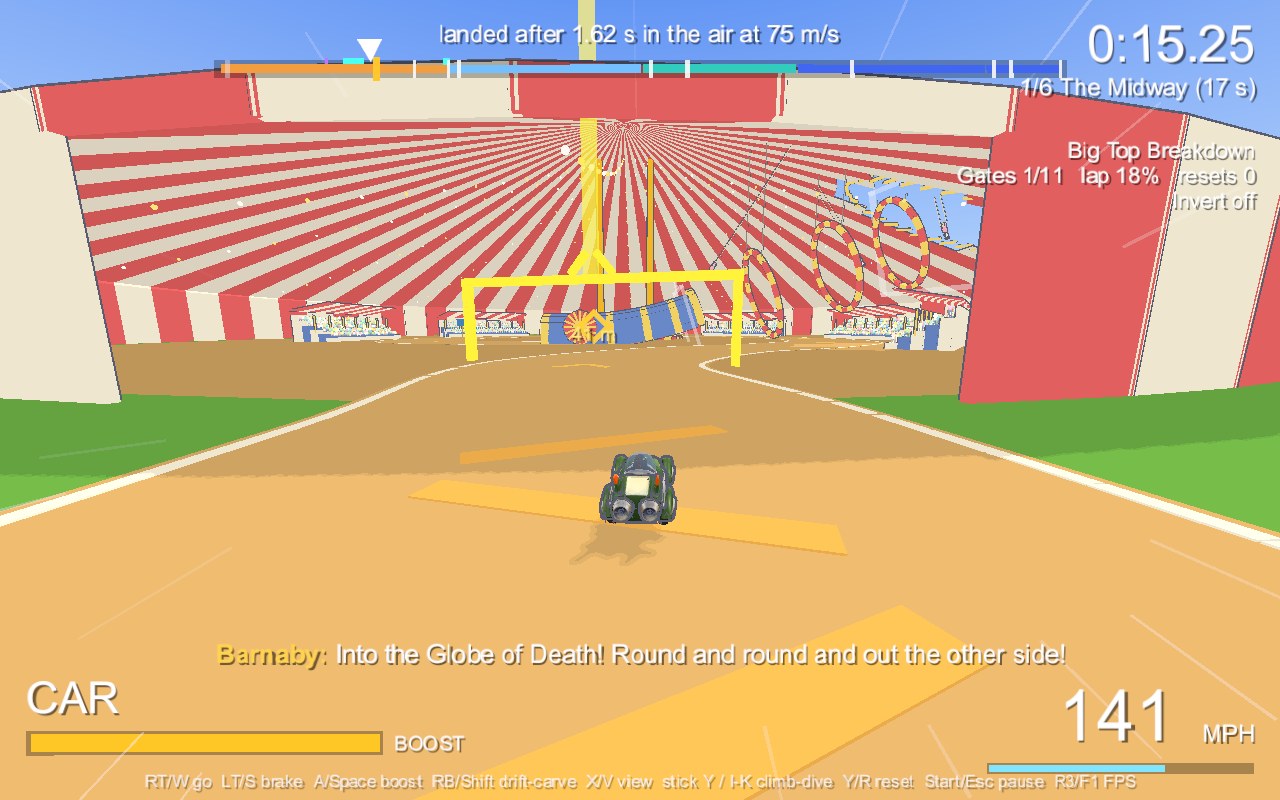 landed after 1.62 s in the air at 75 m/s
0:15.25
1/6 The Midway (17 s)
Big Top Breakdown
Gates 1/11 lap 18% resets 0
Invert off
Barnaby: Into the Globe of Death! Round and round and out the other side!
CAR
BOOST
141 MPH
RT/W go LT/S brake A/Space boost RB/Shift drift-carve X/V view stick Y / I-K climb-dive Y/R reset Start/Esc pause R3/F1 FPS